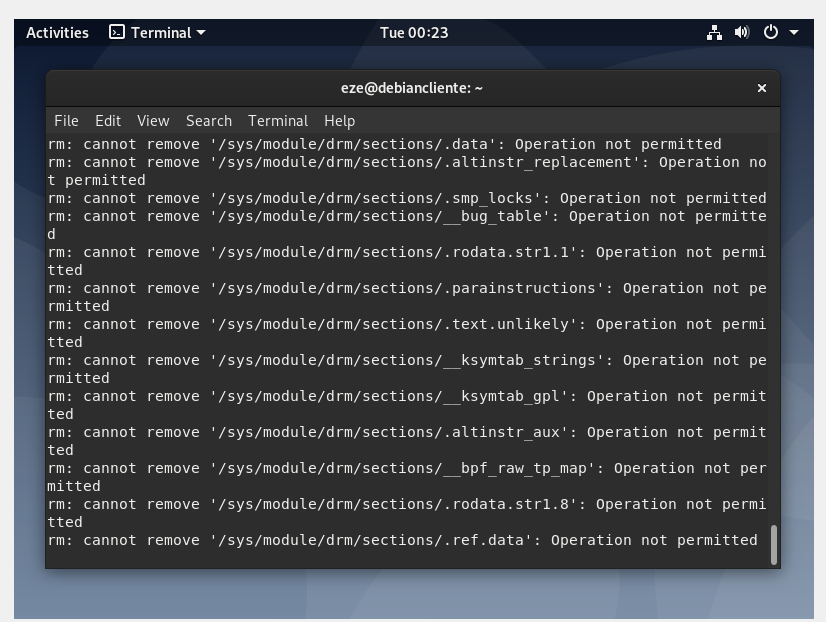 Activities Terminal Tue 00:23
eze@debiancliente: ~ ×
File Edit View Search Terminal Help
rm: cannot remove '/sys/module/drm/sections/.data': Operation not permitted
rm: cannot remove '/sys/module/drm/sections/.altinstr_replacement': Operation no
t permitted
rm: cannot remove '/sys/module/drm/sections/.smp_locks': Operation not permitted
rm: cannot remove '/sys/module/drm/sections/__bug_table': Operation not permitte
d
rm: cannot remove '/sys/module/drm/sections/.rodata.str1.1': Operation not permi
tted
rm: cannot remove '/sys/module/drm/sections/.parainstructions': Operation not pe
rmitted
rm: cannot remove '/sys/module/drm/sections/.text.unlikely': Operation not permi
tted
rm: cannot remove '/sys/module/drm/sections/__ksymtab_strings': Operation not pe
rmitted
rm: cannot remove '/sys/module/drm/sections/__ksymtab_gpl': Operation not permit
ted
rm: cannot remove '/sys/module/drm/sections/.altinstr_aux': Operation not permit
ted
rm: cannot remove '/sys/module/drm/sections/__bpf_raw_tp_map': Operation not per
mitted
rm: cannot remove '/sys/module/drm/sections/.rodata.str1.8': Operation not permi
tted
rm: cannot remove '/sys/module/drm/sections/.ref.data': Operation not permitted